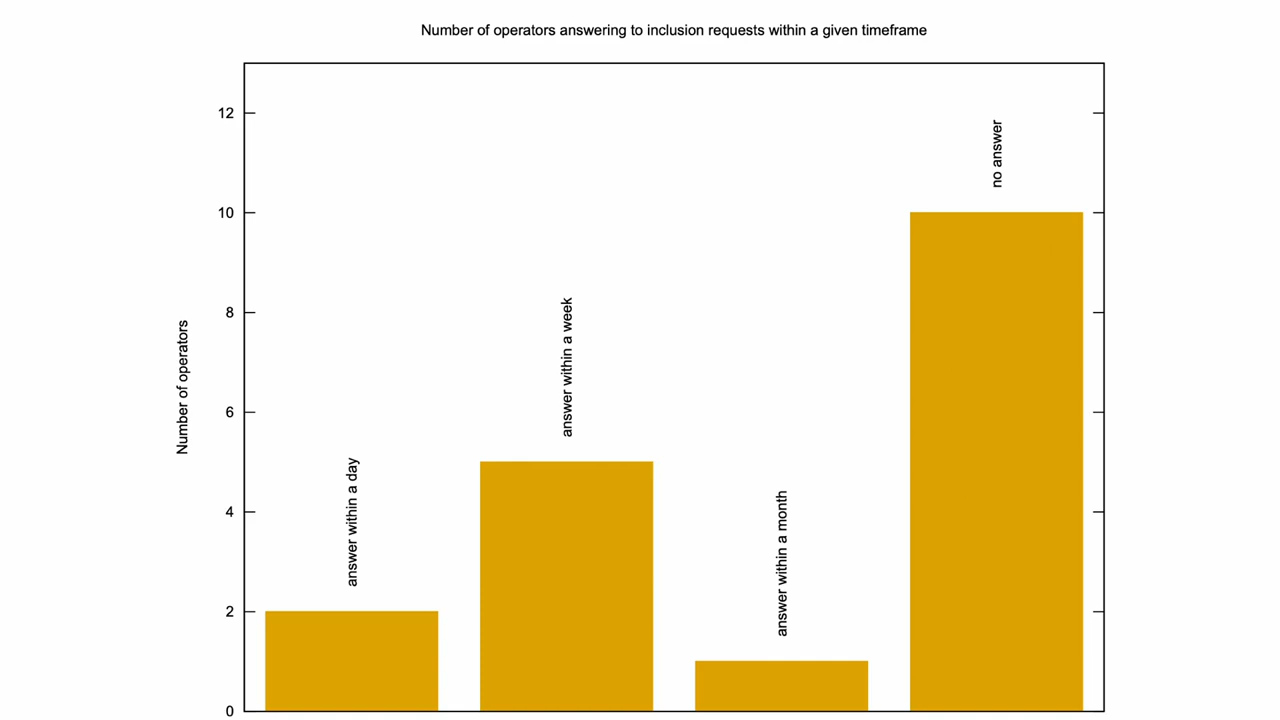 Number of operators answering to inclusion requests within a given timeframe
12
10
8
6
4
2
0
Number of operators
answer within a day
answer within a week
answer within a month
no answer